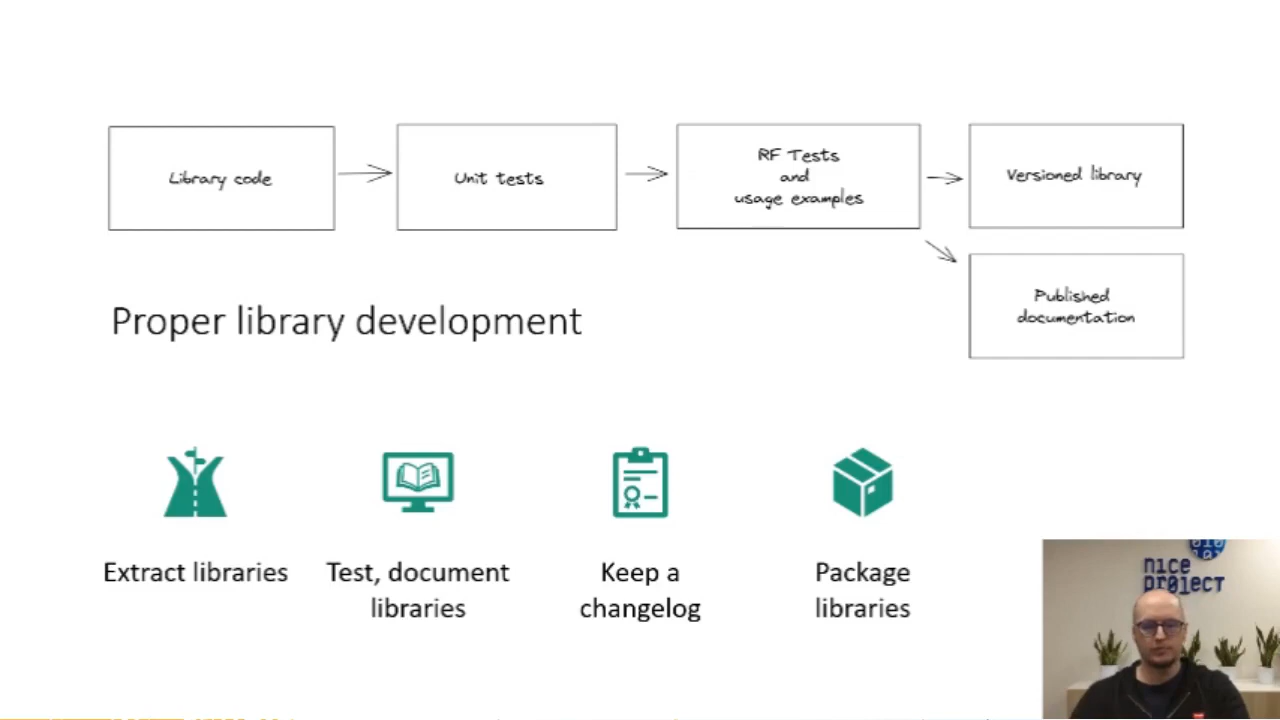 Library code
Unit tests
RF Tests
and
usage examples
Versioned library
Published
documentation
Proper library development
Extract libraries
Test, document
libraries
Keep a
changelog
Package
libraries
nice
pr0ject